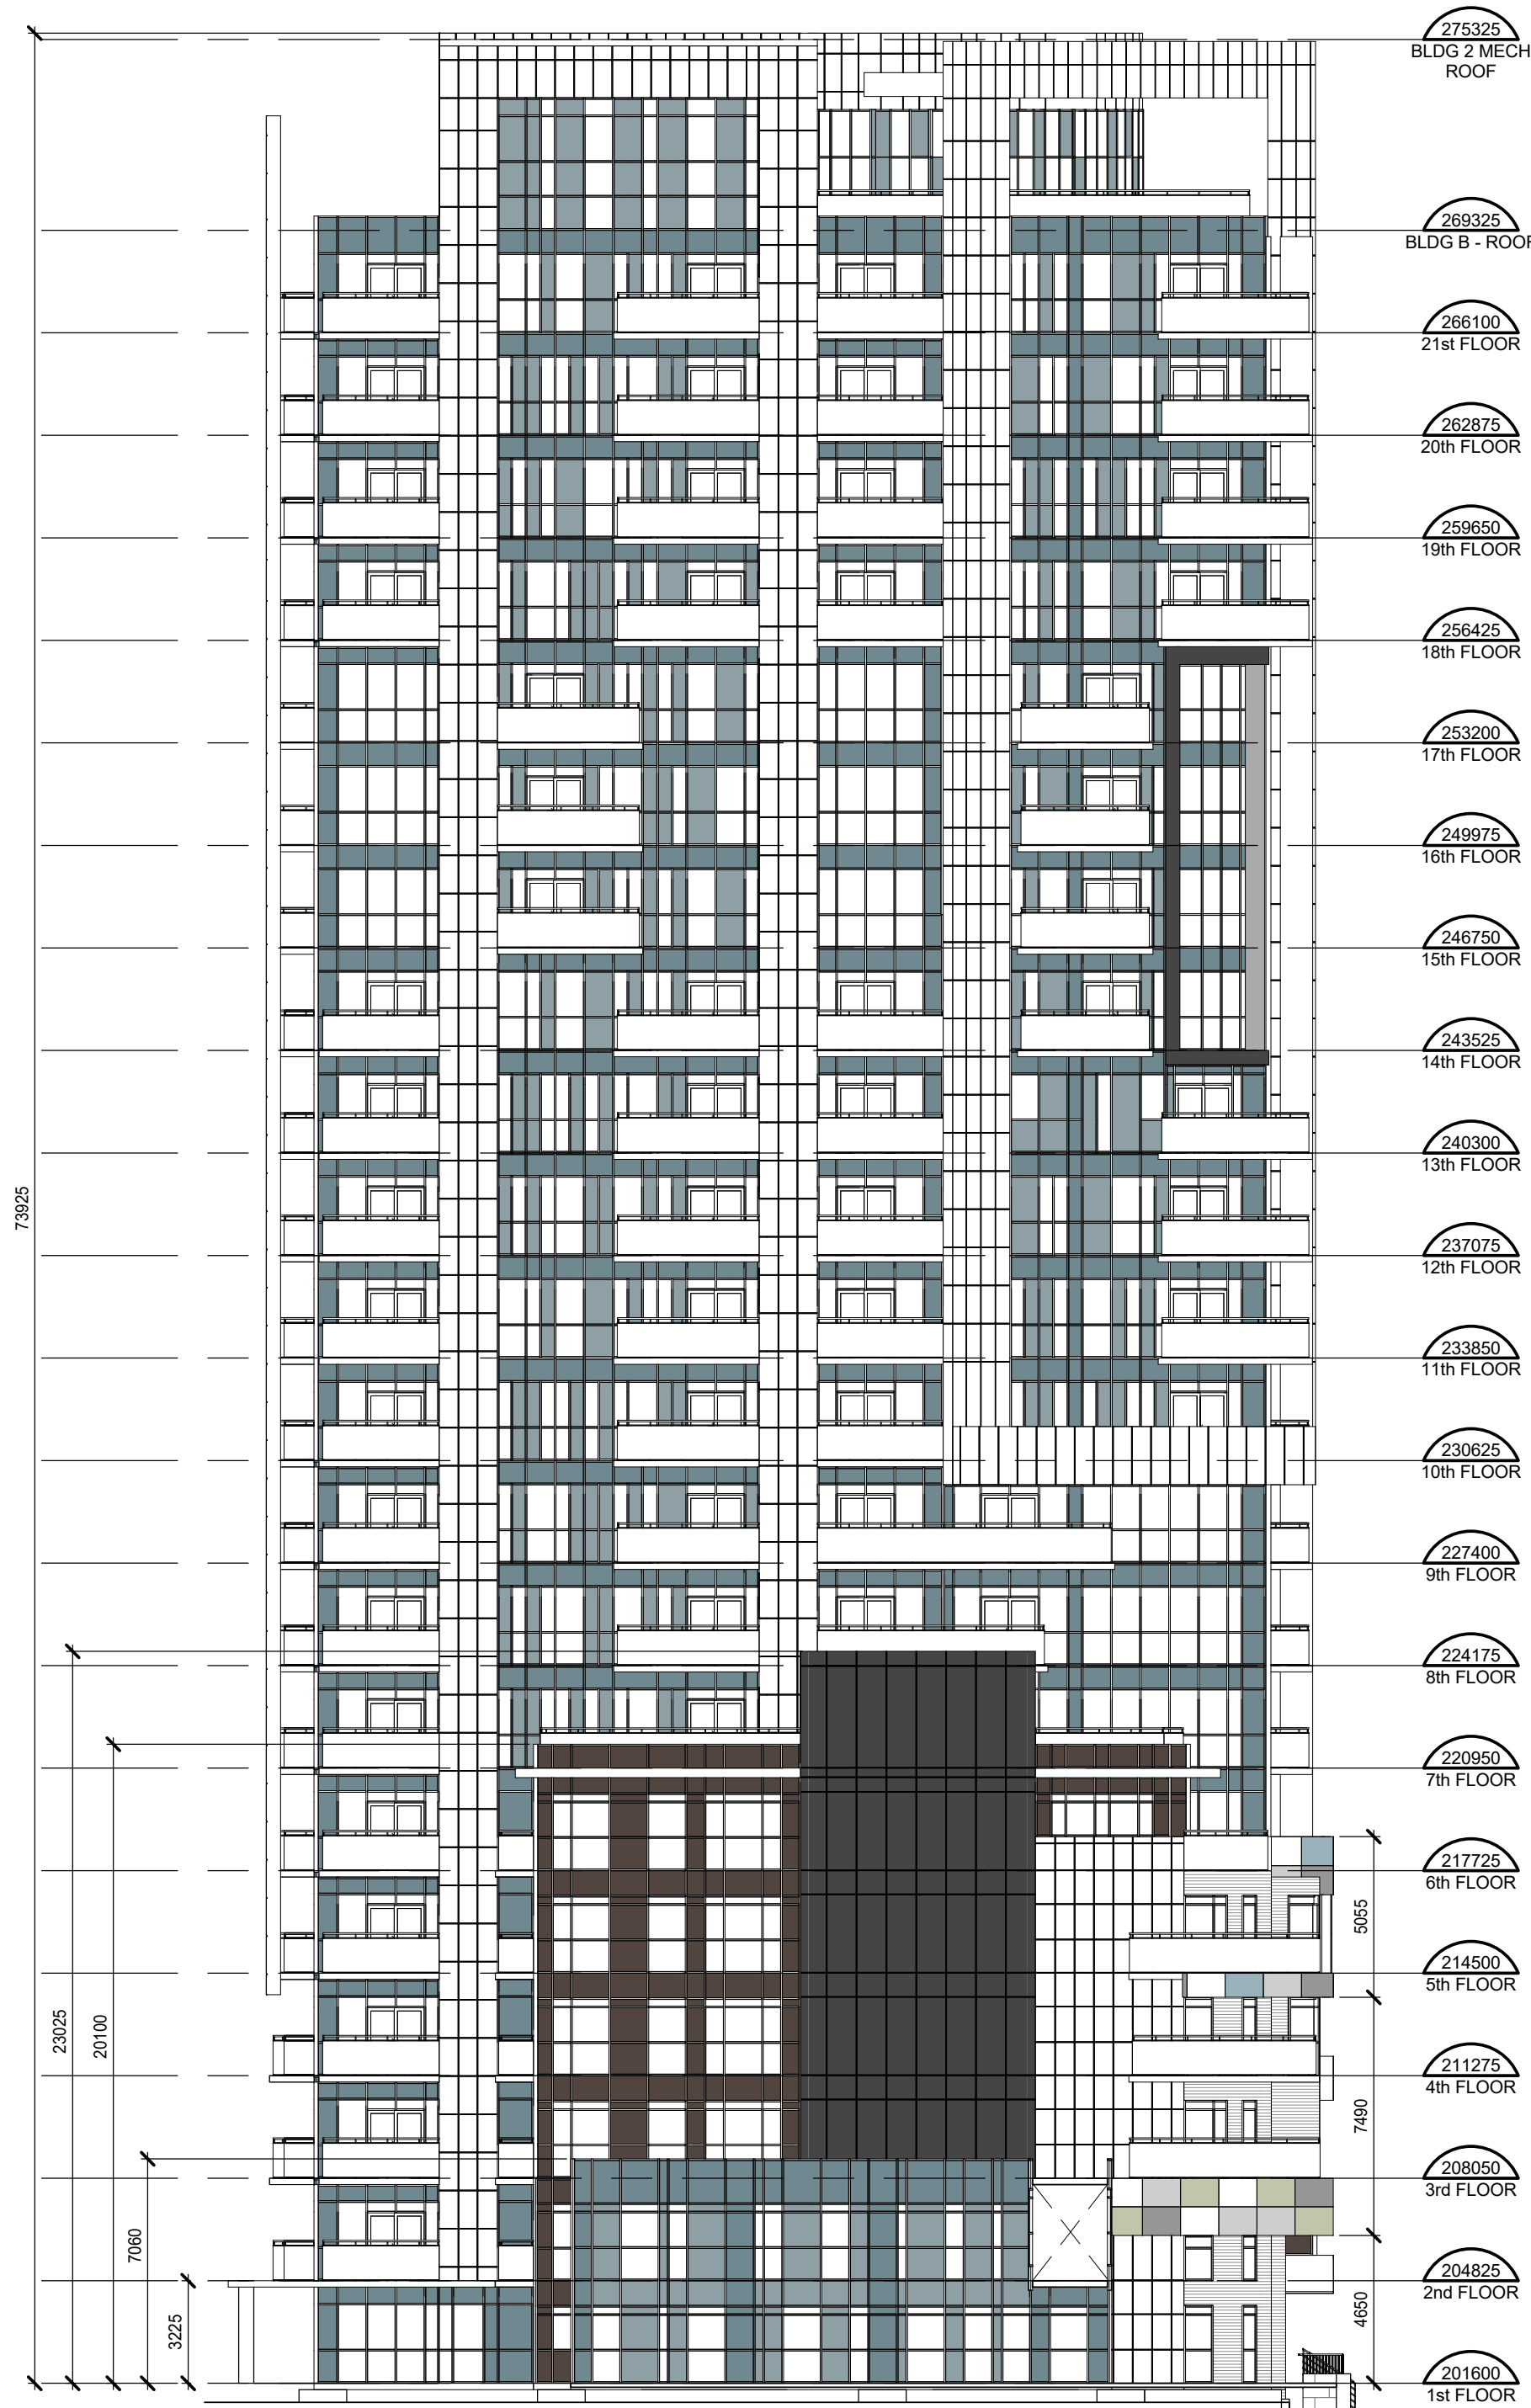 275325
BLDG 2 MECH
ROOF
269325
BLDG B - ROOF
266100
21st FLOOR
262875
20th FLOOR
259650
19th FLOOR
256425
18th FLOOR
253200
17th FLOOR
249975
16th FLOOR
246750
15th FLOOR
243525
14th FLOOR
240300
13th FLOOR
73925
237075
12th FLOOR
233850
11th FLOOR
230625
10th FLOOR
227400
9th FLOOR
224175
8th FLOOR
220950
7th FLOOR
217725
6th FLOOR
5055
214500
5th FLOOR
23025
20100
211275
4th FLOOR
7490
208050
3rd FLOOR
7060
204825
2nd FLOOR
3225
4650
201600
1st FLOOR